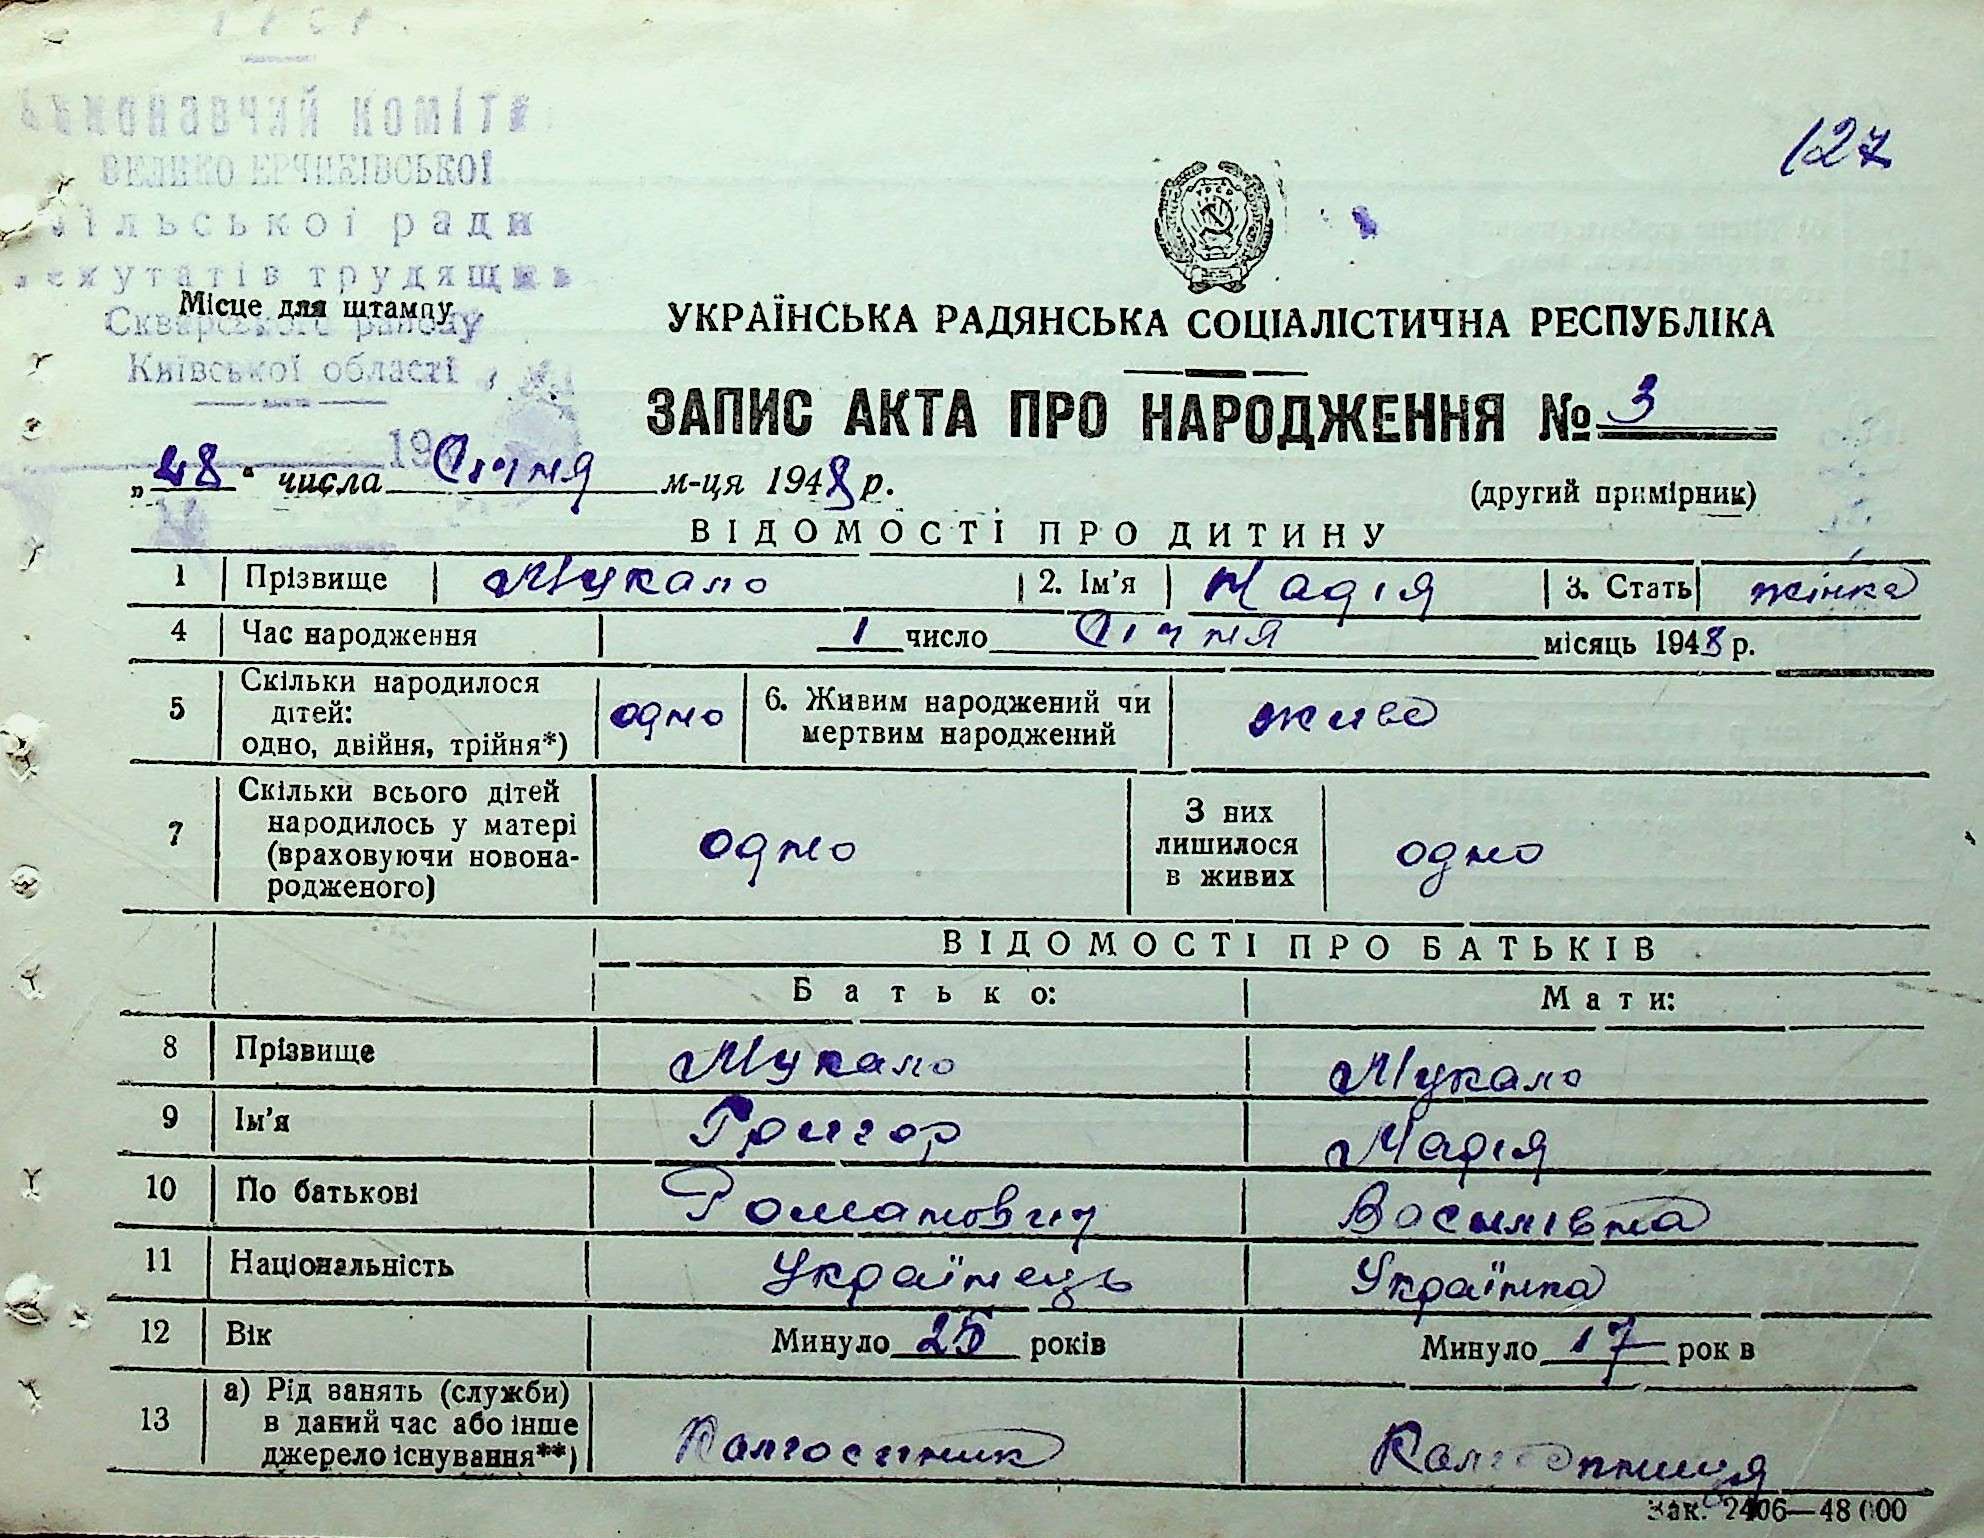 127
Виконавчий коміте
ВЕЛИКО ЕРЧИКІВСЬКОЇ
сільської ради
депутатів трудящих
Місце для штампу
Сквирського району
Київської області
УКРАЇНСЬКА РАДЯНСЬКА СОЦІАЛІСТИЧНА РЕСПУБЛІКА
ЗАПИС АКТА ПРО НАРОДЖЕННЯ № 3
19
„28“ числа Січня м-ця 1948 р.
(другий примірник)
ВІДОМОСТІ ПРО ДИТИНУ
1 Прізвище Мукало 2. Ім’я Надія 3. Стать жінка
4 Час народження 1 число Січня місяць 1948 р.
5 Скільки народилося дітей: одно, двійня, трійня*) одно 6. Живим народжений чи мертвим народжений живе
7 Скільки всього дітей народилось у матері (враховуючи новонародженого) одно З них лишилося в живих одно
ВІДОМОСТІ ПРО БАТЬКІВ
Батько: Мати:
8 Прізвище Мукало Мукало
9 Ім’я Григор Надія
10 По батькові Романович Василівна
11 Національність Українець Українка
12 Вік Минуло 25 років Минуло 17 рок в
13 а) Рід занять (служби) в даний час або інше джерело існування**) Колгоспник Колгоспниця
Зак. 2406—48 000